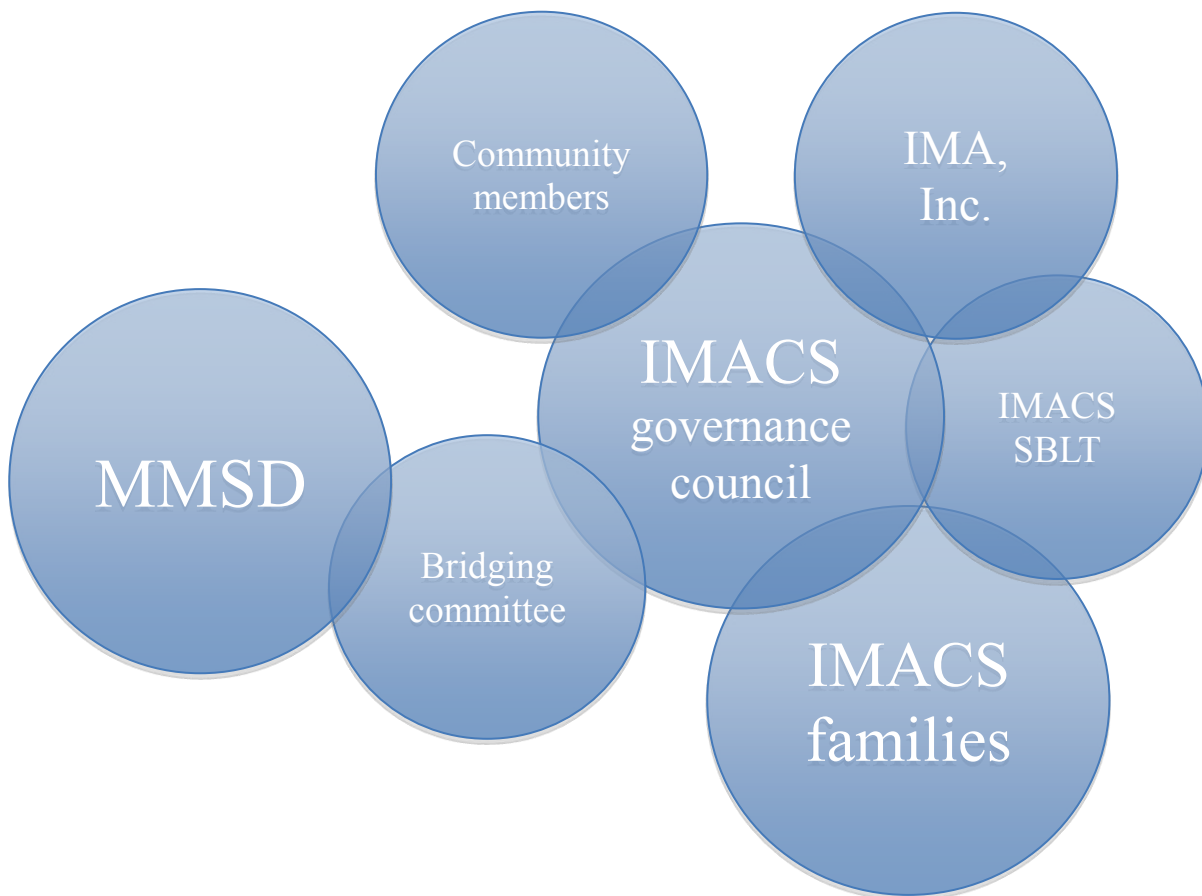 Community
members
IMA,
Inc.
IMACS
governance
council
IMACS
SBLT
MMSD
Bridging
committee
IMACS
families